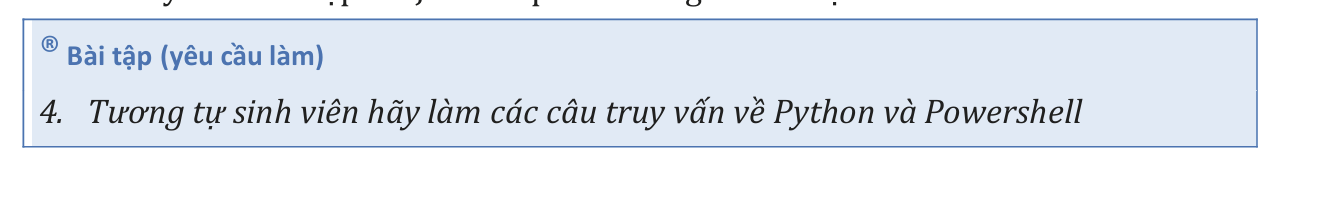 ® Bài tập (yêu cầu làm)
4. Tương tự sinh viên hãy làm các câu truy vấn về Python và Powershell